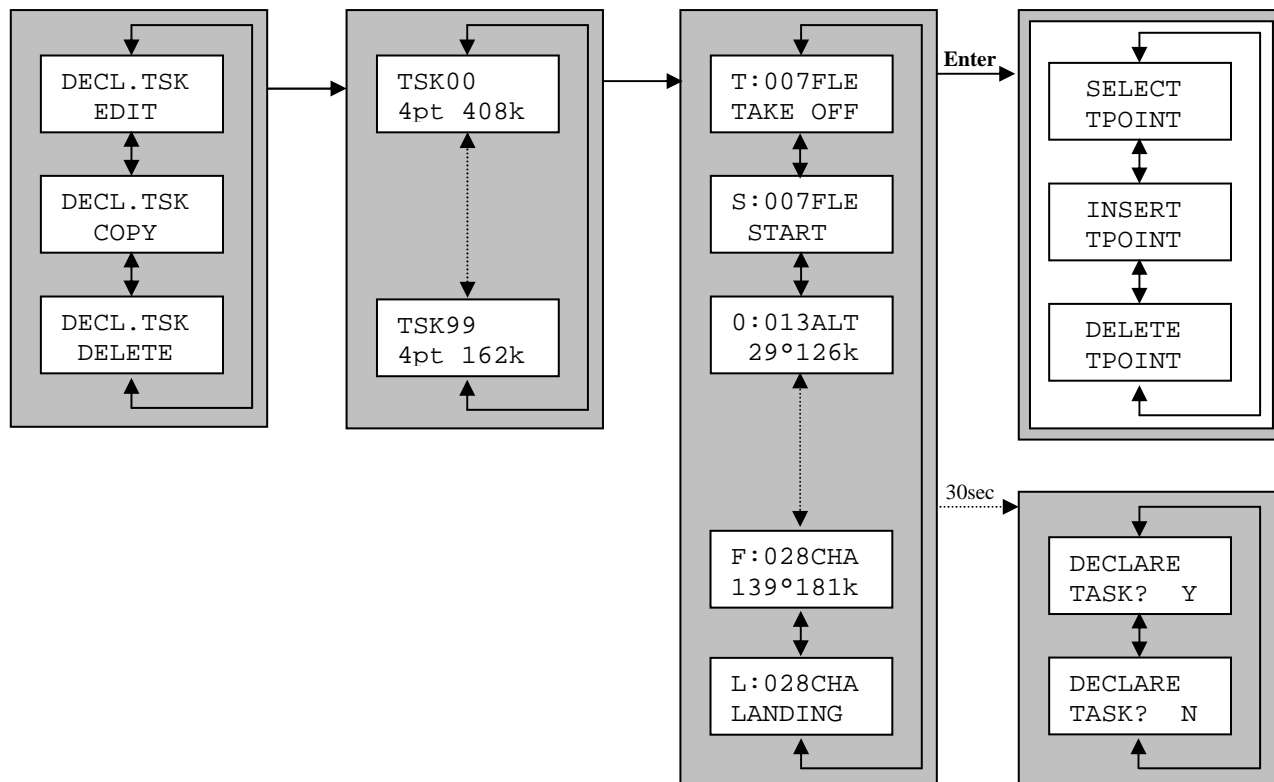 DECL.TSK
EDIT
DECL.TSK
COPY
DECL.TSK
DELETE
TSK00
4pt 408k
TSK99
4pt 162k
T:007FLE
TAKE OFF
S:007FLE
START
0:013ALT
29°126k
F:028CHA
139°181k
L:028CHA
LANDING
Enter
SELECT
TPOINT
INSERT
TPOINT
DELETE
TPOINT
30sec
DECLARE
TASK? Y
DECLARE
TASK? N